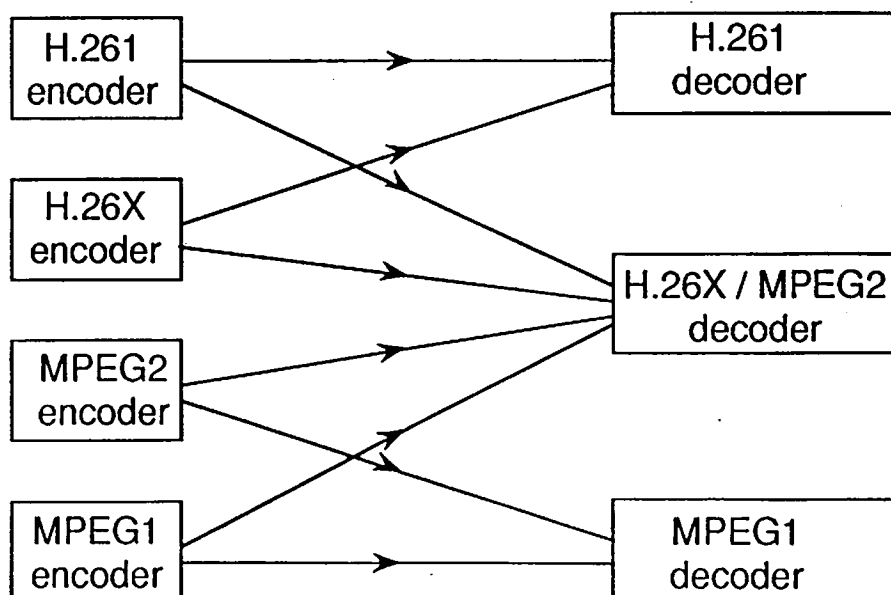 H.261
encoder
H.261
decoder
H.26X
encoder
H.26X / MPEG2
decoder
MPEG2
encoder
MPEG1
encoder
MPEG1
decoder